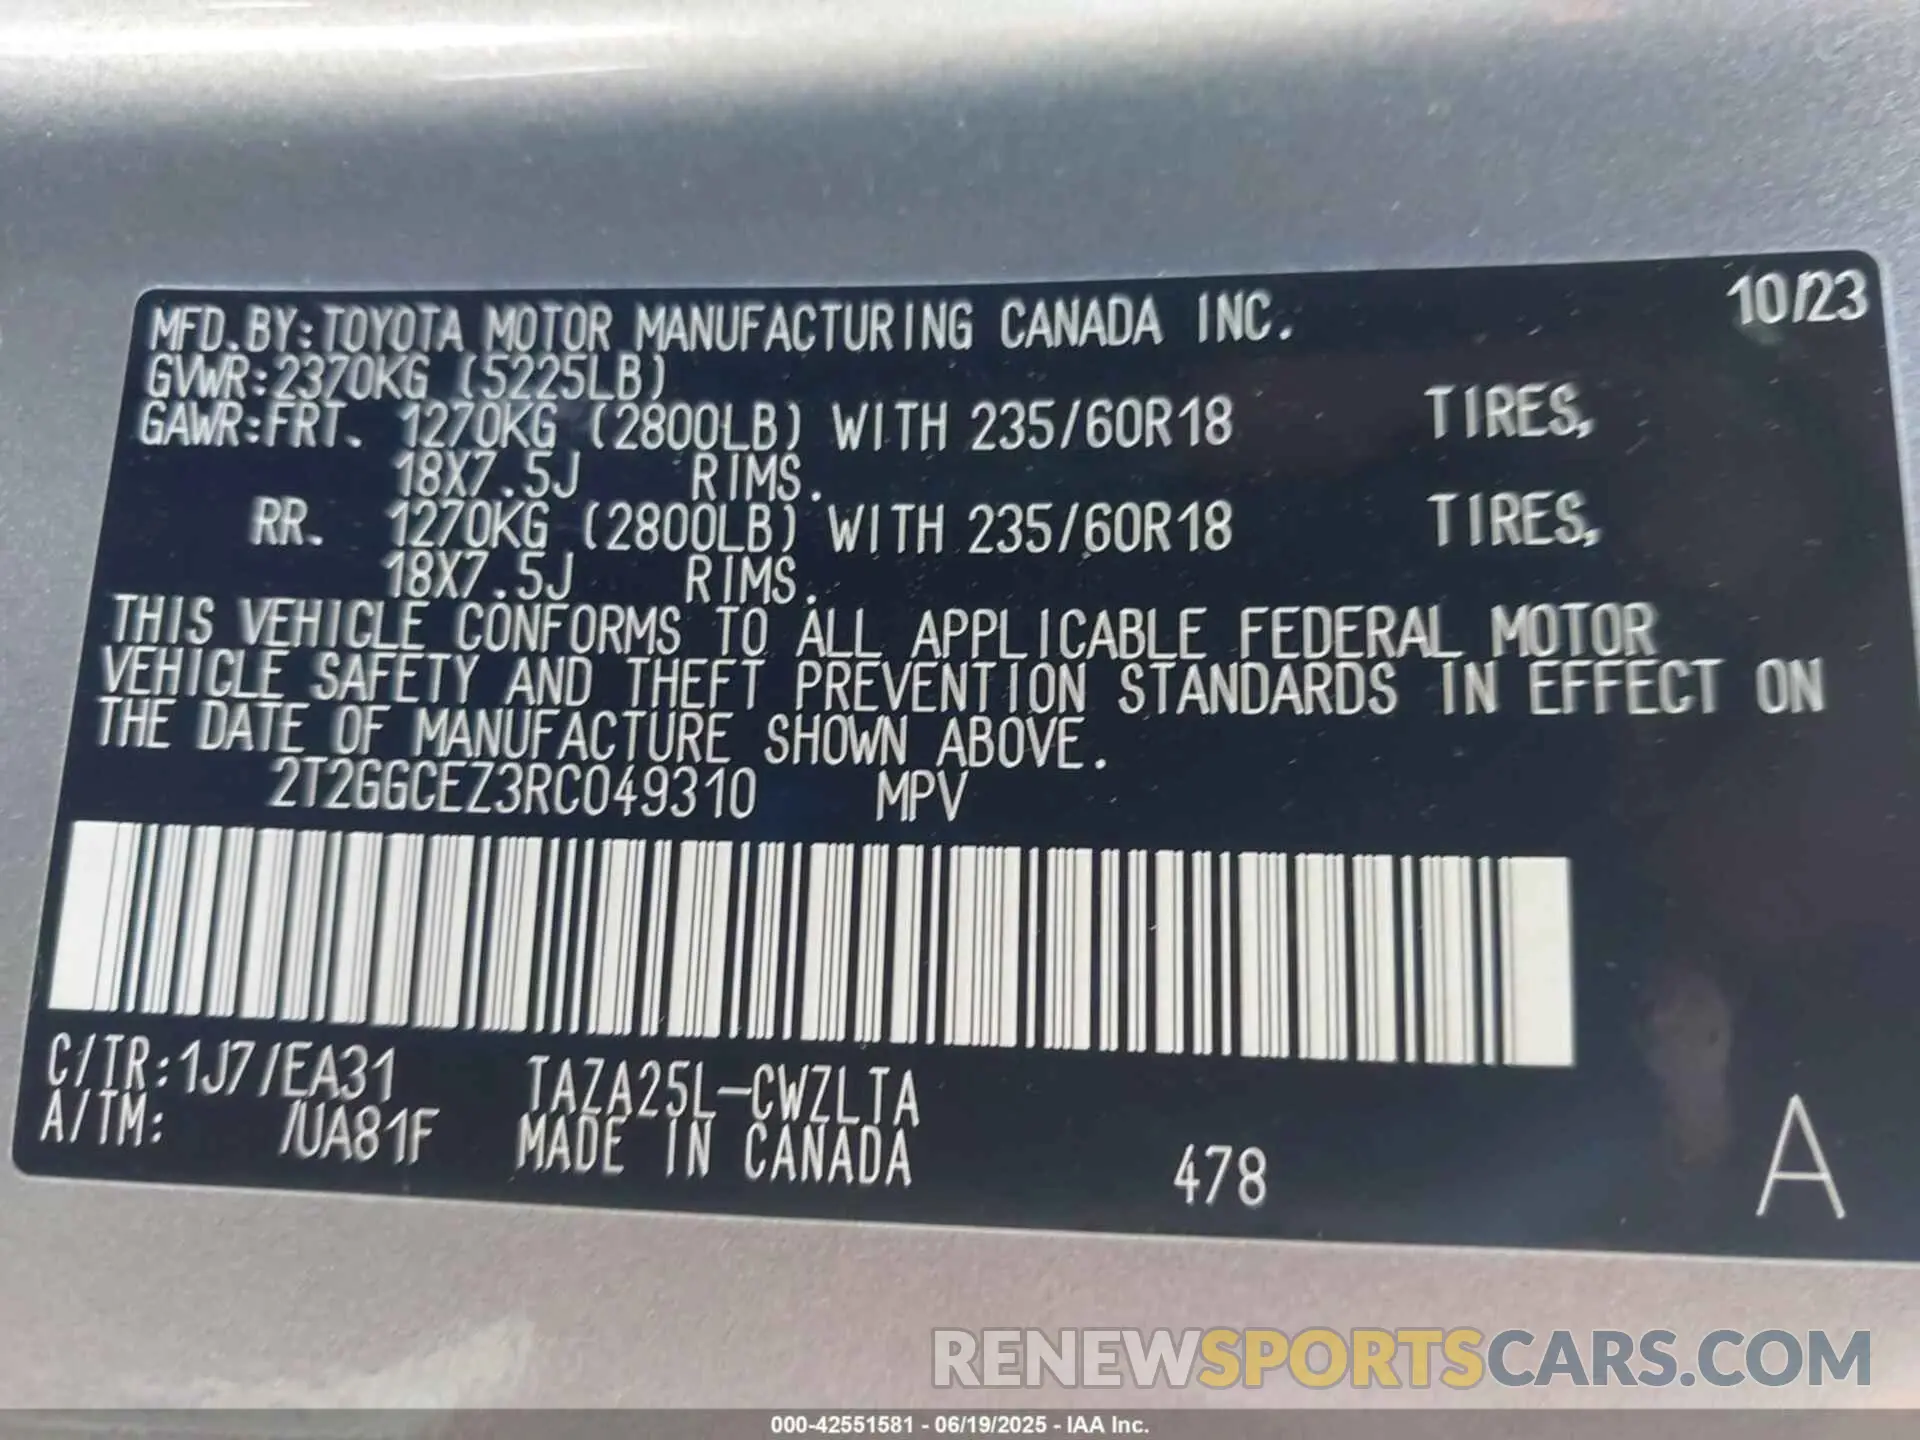 10/23
MFD.BY:TOYOTA MOTOR MANUFACTURING CANADA INC.
GVWR:2370KG (5225LB)
GAWR:FRT. 1270KG (2800LB) WITH 235/60R18 TIRES,
18X7.5J RIMS.
RR. 1270KG (2800LB) WITH 235/60R18 TIRES,
18X7.5J RIMS.
THIS VEHICLE CONFORMS TO ALL APPLICABLE FEDERAL MOTOR
VEHICLE SAFETY AND THEFT PREVENTION STANDARDS IN EFFECT ON
THE DATE OF MANUFACTURE SHOWN ABOVE.
2T2GGCEZ3RC049310 MPV
C/TR:1J7/EA31 TAZA25L-CWZLTA
A/TM: /UA81F MADE IN CANADA 478 A
RENEWSPORTSCARS.COM
000-42551581 - 06/19/2025 - IAA Inc.